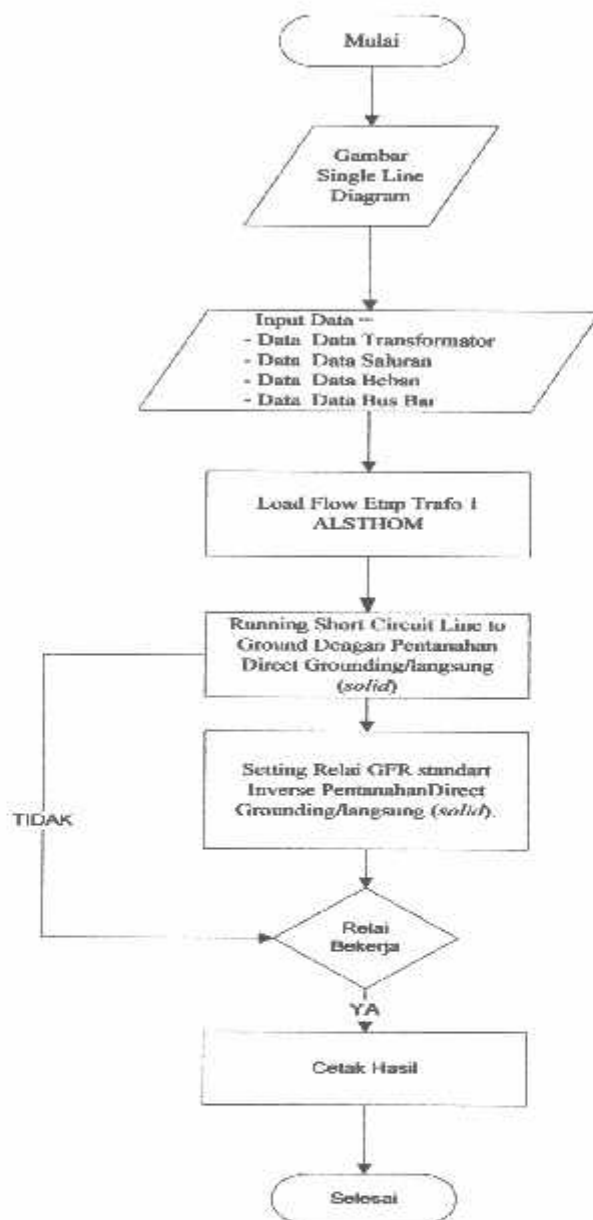 Mulai
Gambar
Single Line
Diagram
Input Data --
- Data Data Transformator
- Data Data Saluran
- Data Data Beban
- Data Data Bus Bar
Load Flow Etap Trafo 1
ALSTHOM
Running Short Circuit Line to
Ground Dengan Pentanahan
Direct Grounding/langsung
(solid)
Setting Relai GFR standart
Inverse PentanahanDirect
Grounding/langsung (solid).
TIDAK
Relai
Bekerja
YA
Cetak Hasil
Selesai